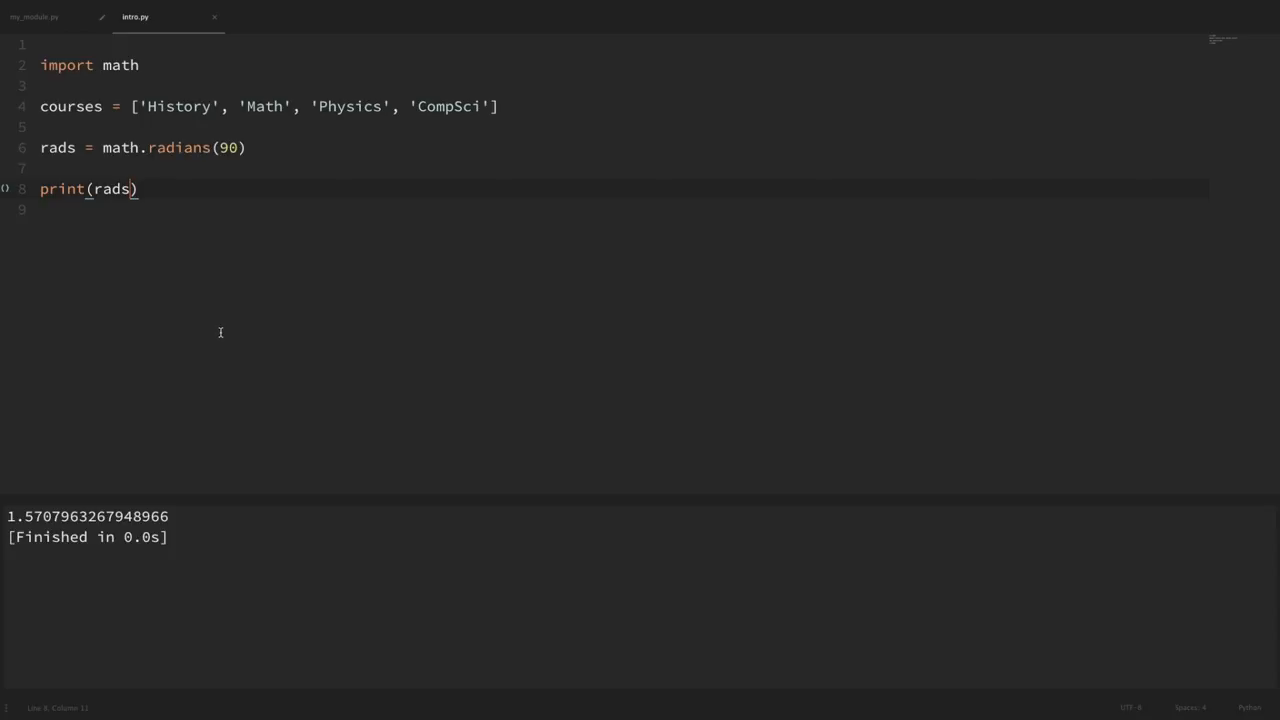 my_module.py
intro.py ×
1
2 import math
3
4 courses = ['History', 'Math', 'Physics', 'CompSci']
5
6 rads = math.radians(90)
7
() 8 print(rads)
9
1.5707963267948966
[Finished in 0.0s]
Line 8, Column 11 UTF-8 Spaces: 4 Python